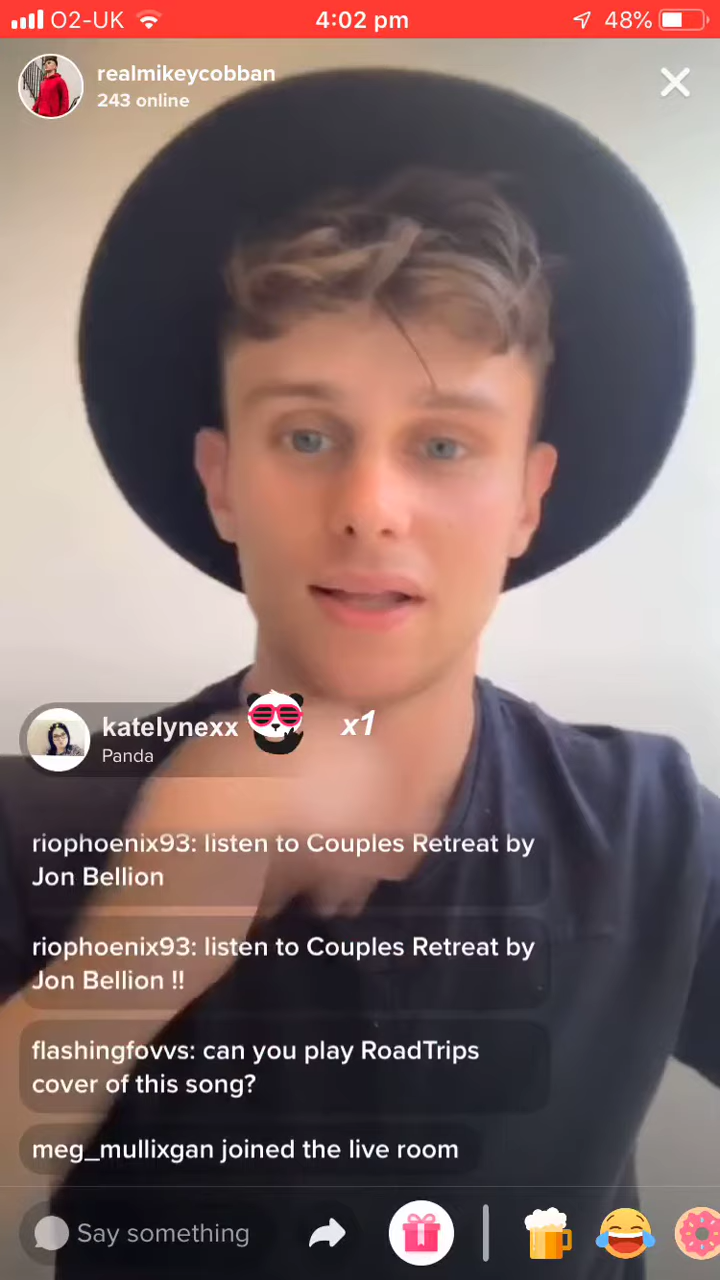 O2-UK 4:02 pm 48%
realmikeycobban
243 online
katelynexx x1
Panda
riophoenix93: listen to Couples Retreat by
Jon Bellion
riophoenix93: listen to Couples Retreat by
Jon Bellion !!
flashingfovvs: can you play RoadTrips
cover of this song?
meg_mullixgan joined the live room
Say something